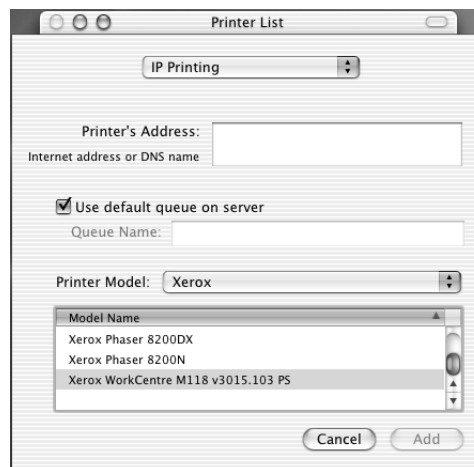 Printer List
IP Printing
Printer's Address:
Internet address or DNS name
Use default queue on server
Queue Name:
Printer Model: Xerox
Model Name
Xerox Phaser 8200DX
Xerox Phaser 8200N
Xerox WorkCentre M118 v3015.103 PS
Cancel Add